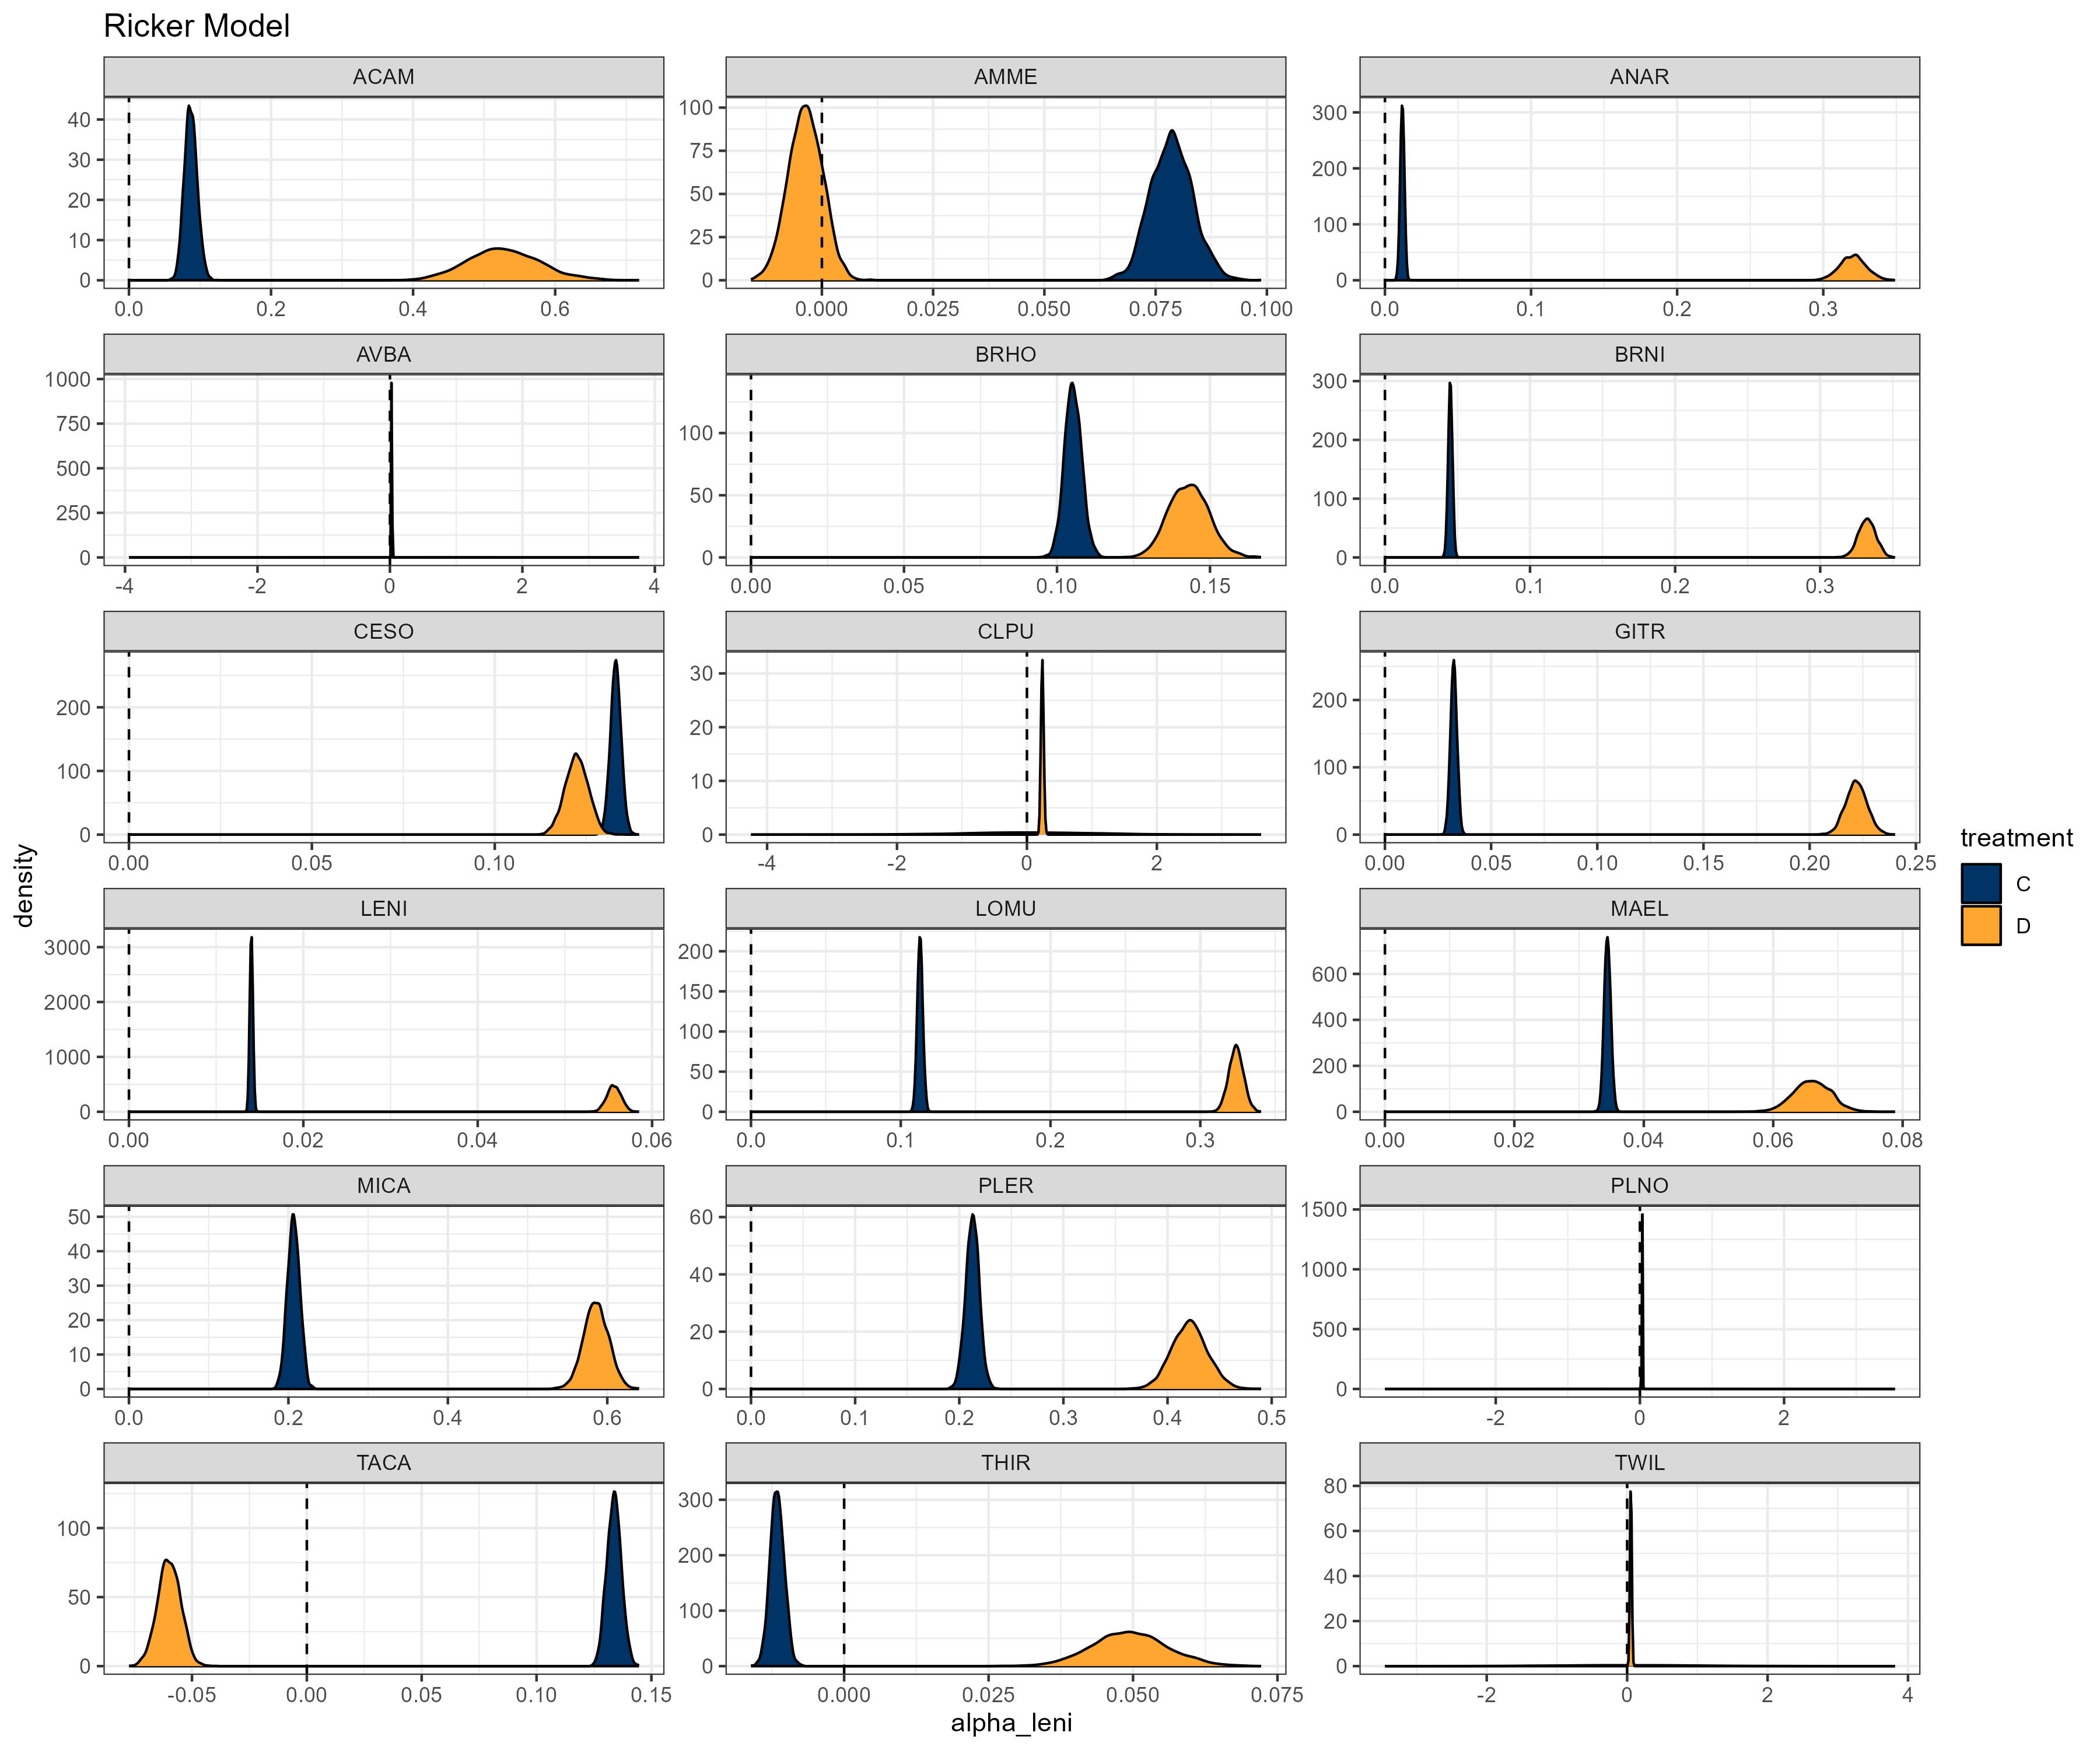 Ricker Model
ACAM AMME ANAR
40 30 20 10 0
100 75 50 25 0
300 200 100 0
0.0 0.2 0.4 0.6
0.000 0.025 0.050 0.075 0.100
0.0 0.1 0.2 0.3
AVBA BRHO BRNI
1000 750 500 250 0
100 50 0
300 200 100 0
-4 -2 0 2 4
0.00 0.05 0.10 0.15
0.0 0.1 0.2 0.3
CESO CLPU GITR
200 100 0
30 20 10 0
200 100 0
0.00 0.05 0.10
-4 -2 0 2
0.00 0.05 0.10 0.15 0.20 0.25
LENI LOMU MAEL
3000 2000 1000 0
200 150 100 50 0
600 400 200 0
0.00 0.02 0.04 0.06
0.0 0.1 0.2 0.3
0.00 0.02 0.04 0.06 0.08
MICA PLER PLNO
50 40 30 20 10 0
60 40 20 0
1500 1000 500 0
0.0 0.2 0.4 0.6
0.0 0.1 0.2 0.3 0.4 0.5
-2 0 2
TACA THIR TWIL
100 50 0
300 200 100 0
80 60 40 20 0
-0.05 0.00 0.05 0.10 0.15
0.000 0.025 0.050 0.075
-2 0 2 4
alpha_leni
density
treatment
C
D